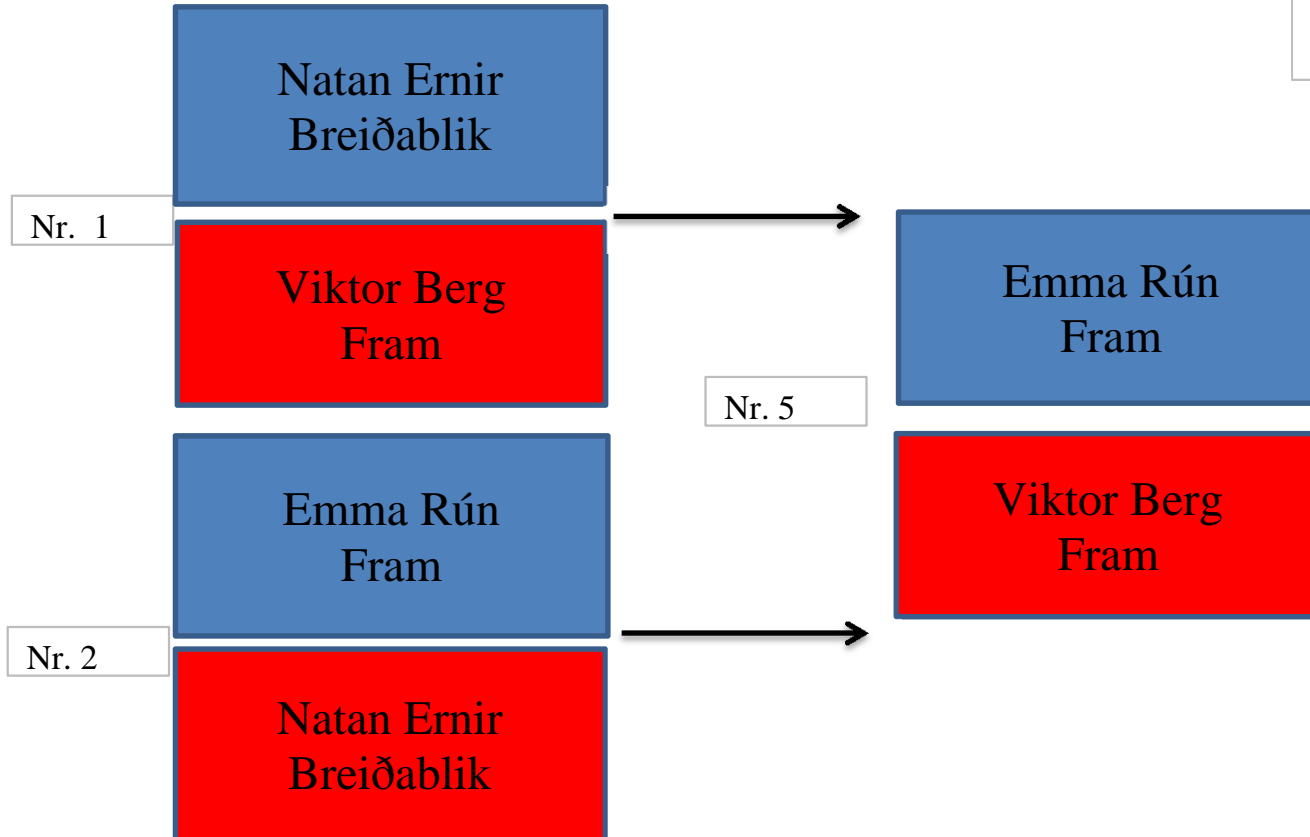 Natan Ernir
Breiðablik
Nr. 1
Viktor Berg
Fram
Emma Rún
Fram
Nr. 2
Natan Ernir
Breiðablik
Emma Rún
Fram
Nr. 5
Viktor Berg
Fram